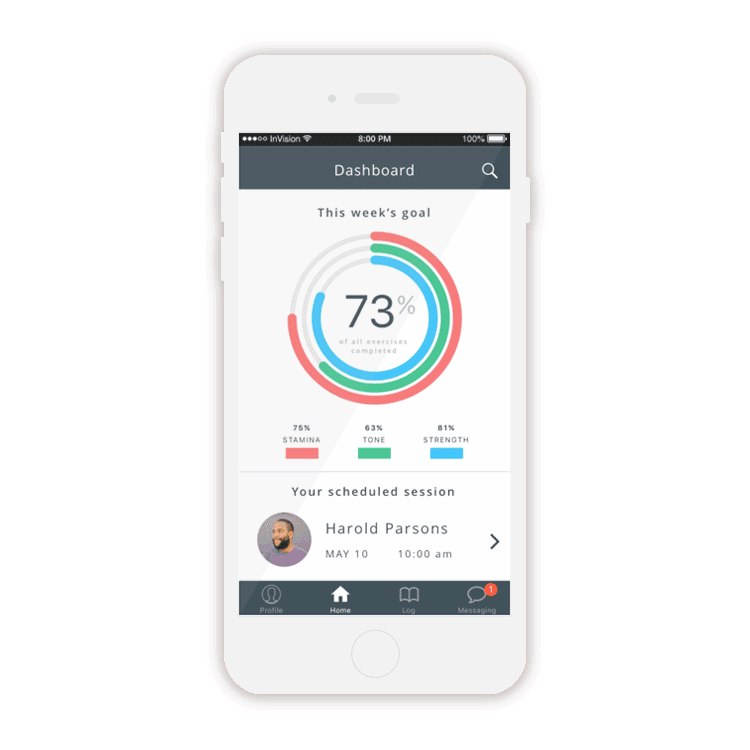 InVision 8:00 PM 100%
Dashboard
This week's goal
73%
of all exercises
completed
75% 63% 81%
STAMINA TONE STRENGTH
Your scheduled session
Harold Parsons
MAY 10 10:00 am
1
Profile Home Log Messaging